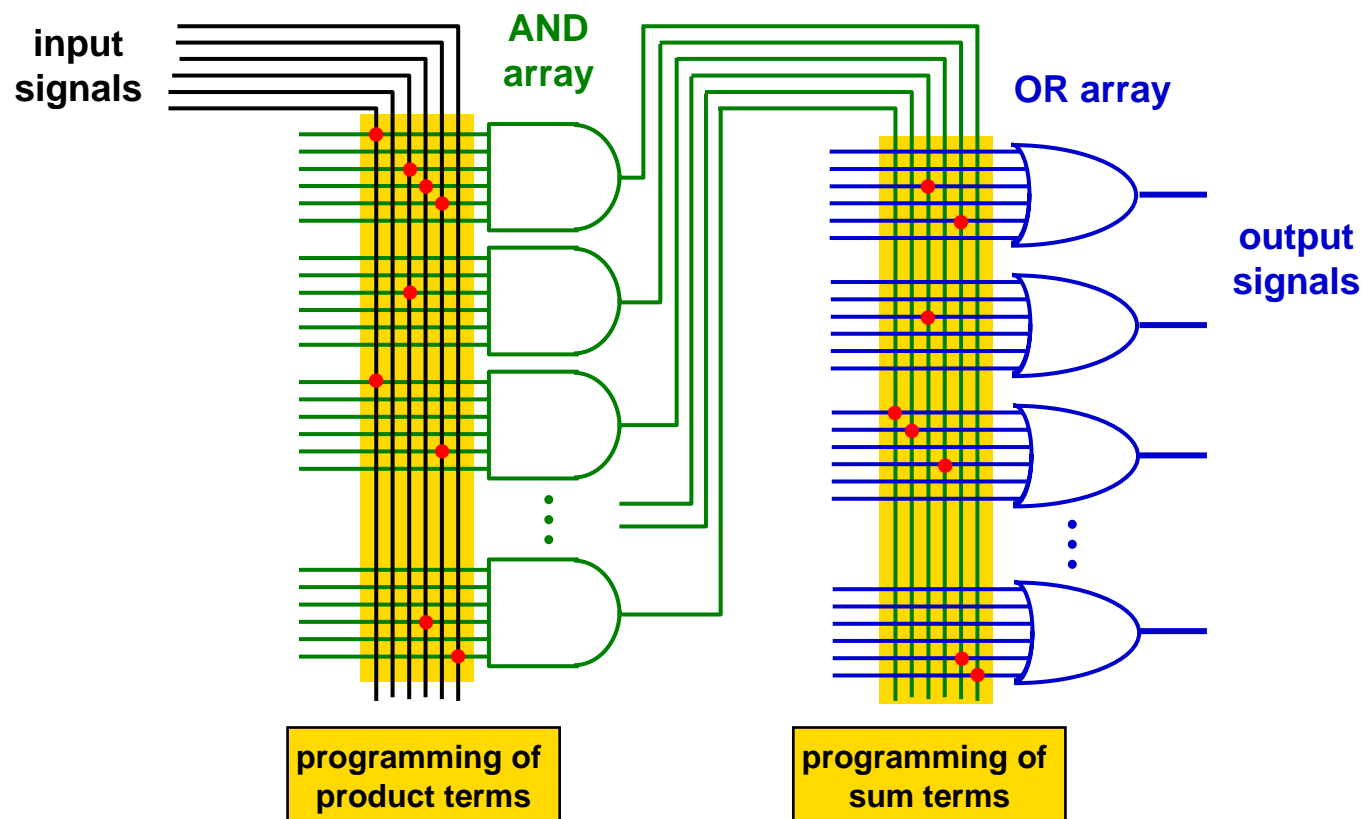 input
signals
AND
array
OR array
output
signals
programming of
product terms
programming of
sum terms